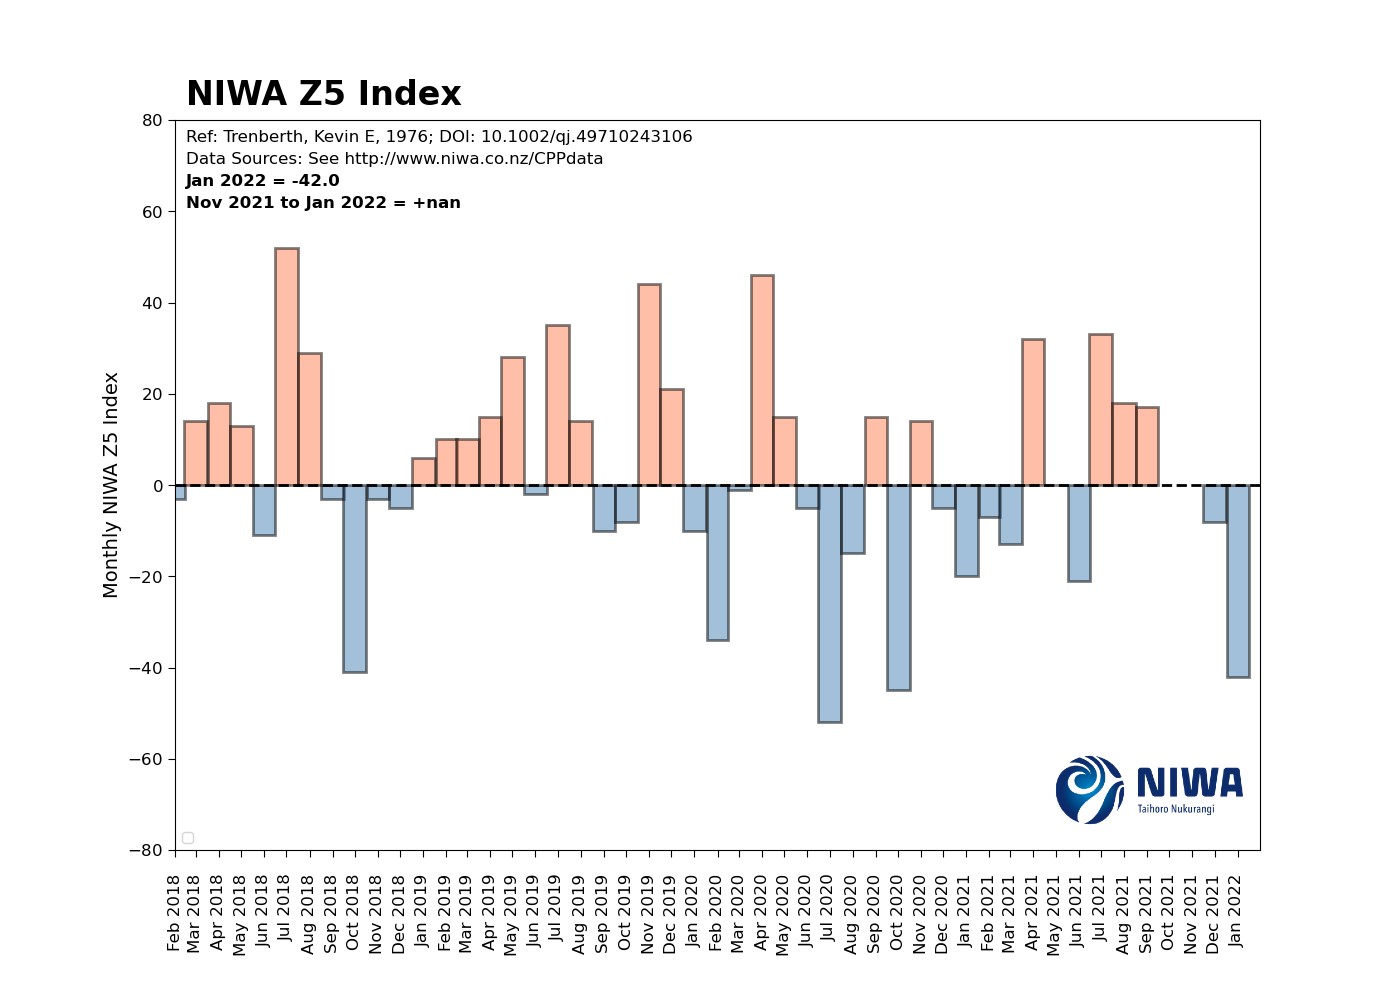 NIWA Z5 Index
Ref: Trenberth, Kevin E, 1976; DOI: 10.1002/qj.49710243106
Data Sources: See http://www.niwa.co.nz/CPPdata
Jan 2022 = -42.0
Nov 2021 to Jan 2022 = +nan
Monthly NIWA Z5 Index
80
60
40
20
0
−20
−40
−60
−80
NIWA
Taihoro Nukurangi
Feb 2018
Mar 2018
Apr 2018
May 2018
Jun 2018
Jul 2018
Aug 2018
Sep 2018
Oct 2018
Nov 2018
Dec 2018
Jan 2019
Feb 2019
Mar 2019
Apr 2019
May 2019
Jun 2019
Jul 2019
Aug 2019
Sep 2019
Oct 2019
Nov 2019
Dec 2019
Jan 2020
Feb 2020
Mar 2020
Apr 2020
May 2020
Jun 2020
Jul 2020
Aug 2020
Sep 2020
Oct 2020
Nov 2020
Dec 2020
Jan 2021
Feb 2021
Mar 2021
Apr 2021
May 2021
Jun 2021
Jul 2021
Aug 2021
Sep 2021
Oct 2021
Nov 2021
Dec 2021
Jan 2022